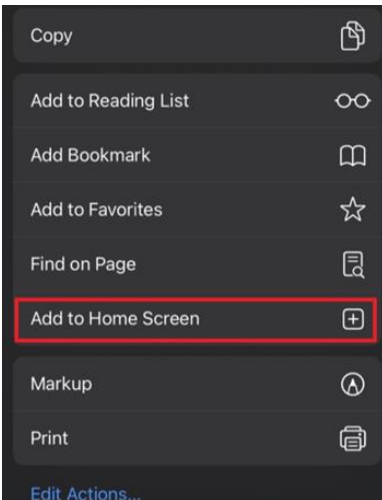 Copy
Add to Reading List
Add Bookmark
Add to Favorites
Find on Page
Add to Home Screen
Markup
Print
Edit Actions...